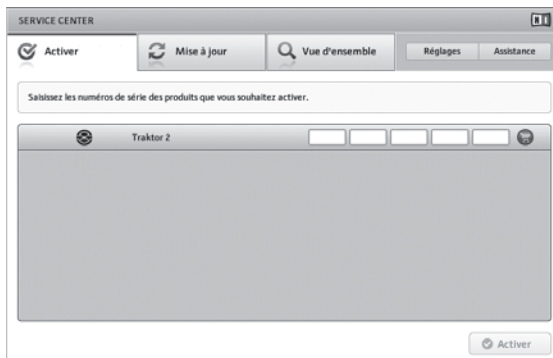 SERVICE CENTER
Activer Mise à jour Vue d'ensemble Réglages Assistance
Saisissez les numéros de série des produits que vous souhaitez activer.
Traktor 2
Activer